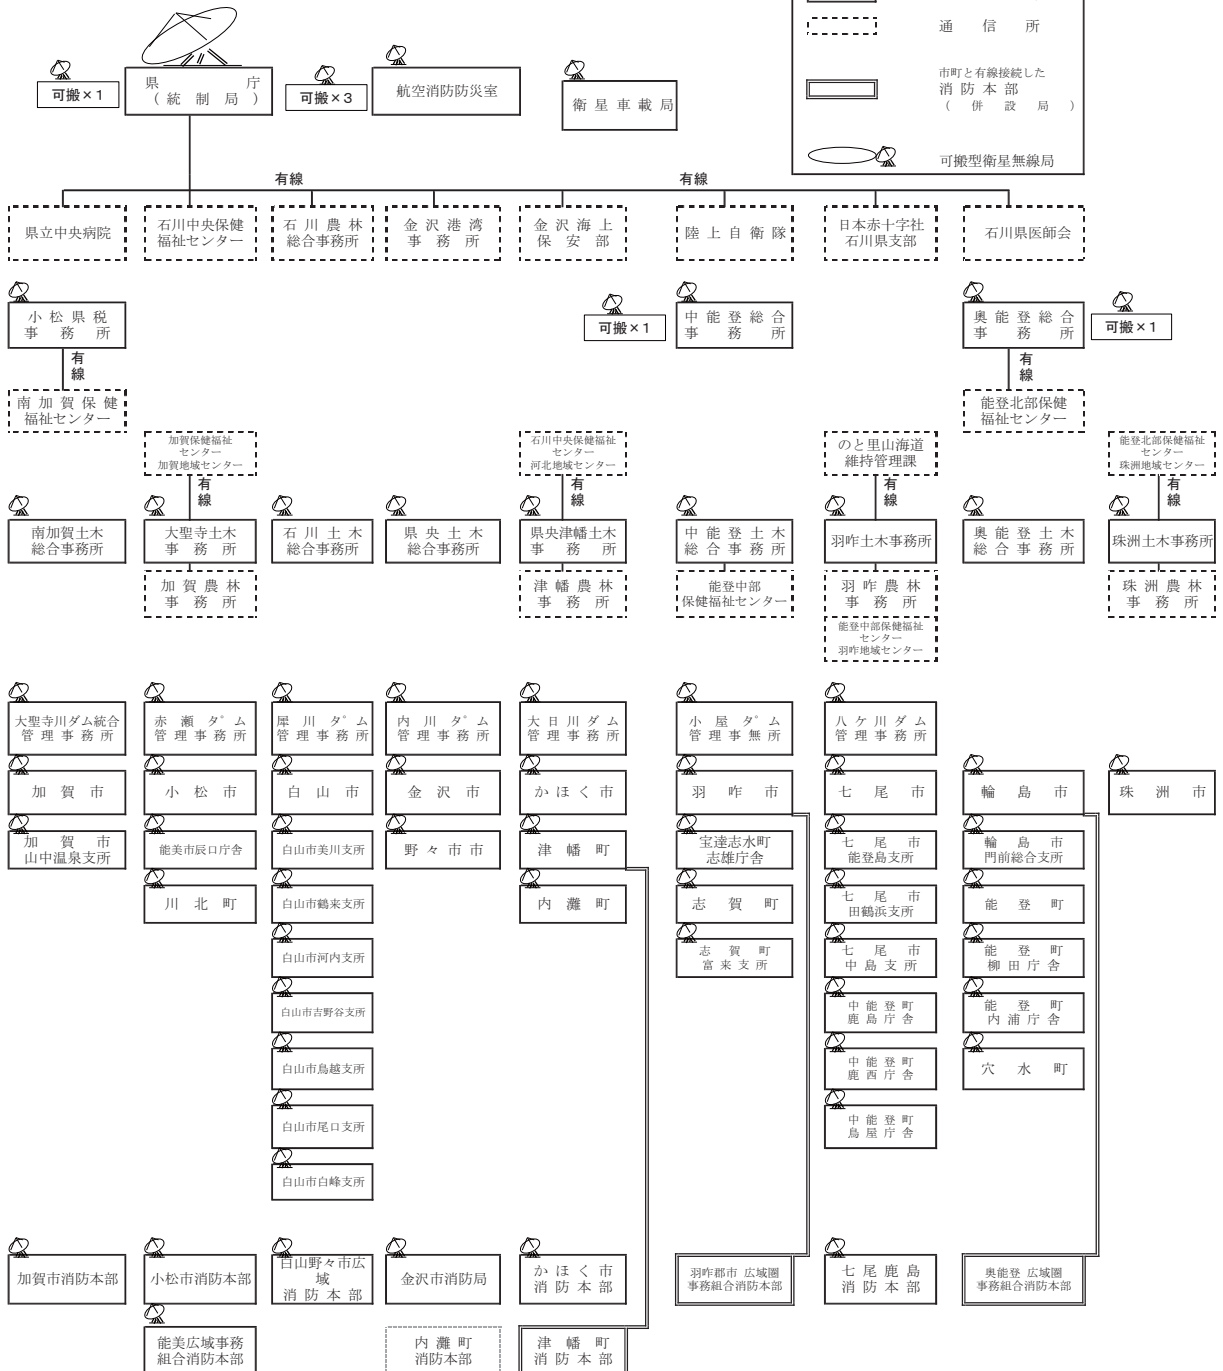 通信所
市町と有線接続した
消防本部
（併設局）
可搬型衛星無線局
可搬×1
県庁
（統制局）
可搬×3
航空消防防災室
衛星車載局
有線
有線
県立中央病院
石川中央保健
福祉センター
石川農林
総合事務所
金沢港湾
事務所
金沢海上
保安部
陸上自衛隊
日本赤十字社
石川県支部
石川県医師会
小松県税
事務所
可搬×1
中能登総合
事務所
奥能登総合
事務所
可搬×1
有線
有線
南加賀保健
福祉センター
能登北部保健
福祉センター
加賀保健福祉
センター
加賀地域センター
石川中央保健福祉
センター
河北地域センター
のと里山海道
維持管理課
能登北部保健福祉
センター
珠洲地域センター
有線
有線
有線
有線
南加賀土木
総合事務所
大聖寺土木
事務所
石川土木
総合事務所
県央土木
総合事務所
県央津幡土木
事務所
中能登土木
総合事務所
羽咋土木事務所
奥能登土木
総合事務所
珠洲土木事務所
加賀農林
事務所
津幡農林
事務所
能登中部
保健福祉センター
羽咋農林
事務所
珠洲農林
事務所
能登中部保健福祉
センター
羽咋地域センター
大聖寺川ダム統合
管理事務所
赤瀬ダム
管理事務所
犀川ダム
管理事務所
内川ダム
管理事務所
大日川ダム
管理事務所
小屋ダム
管理事無所
八ケ川ダム
管理事務所
加賀市
小松市
白山市
金沢市
かほく市
羽咋市
七尾市
輪島市
珠洲市
加賀市
山中温泉支所
能美市辰口庁舎
白山市美川支所
野々市市
津幡町
宝達志水町
志雄庁舎
七尾市
能登島支所
輪島市
門前総合支所
川北町
白山市鶴来支所
内灘町
志賀町
七尾市
田鶴浜支所
能登町
白山市河内支所
志賀町
富来支所
七尾市
中島支所
能登町
柳田庁舎
白山市吉野谷支所
中能登町
鹿島庁舎
能登町
内浦庁舎
白山市鳥越支所
中能登町
鹿西庁舎
穴水町
白山市尾口支所
中能登町
鳥屋庁舎
白山市白峰支所
加賀市消防本部
小松市消防本部
白山野々市広
域
消防本部
金沢市消防局
かほく市
消防本部
羽咋郡市 広域圏
事務組合消防本部
七尾鹿島
消防本部
奥能登 広域圏
事務組合消防本部
能美広域事務
組合消防本部
内灘町
消防本部
津幡町
消防本部